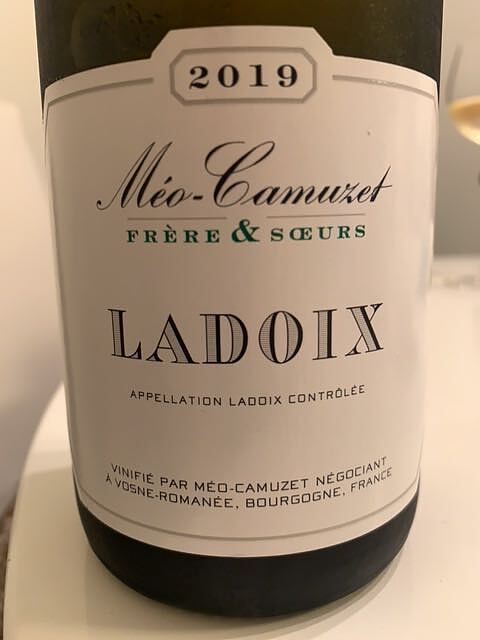 2019
Méo-Camuzet
FRÈRE & SŒURS
LADOIX
APPELLATION LADOIX CONTRÔLÉE
VINIFIÉ PAR MÉO-CAMUZET NÉGOCIANT
À VOSNE-ROMANÉE, BOURGOGNE, FRANCE